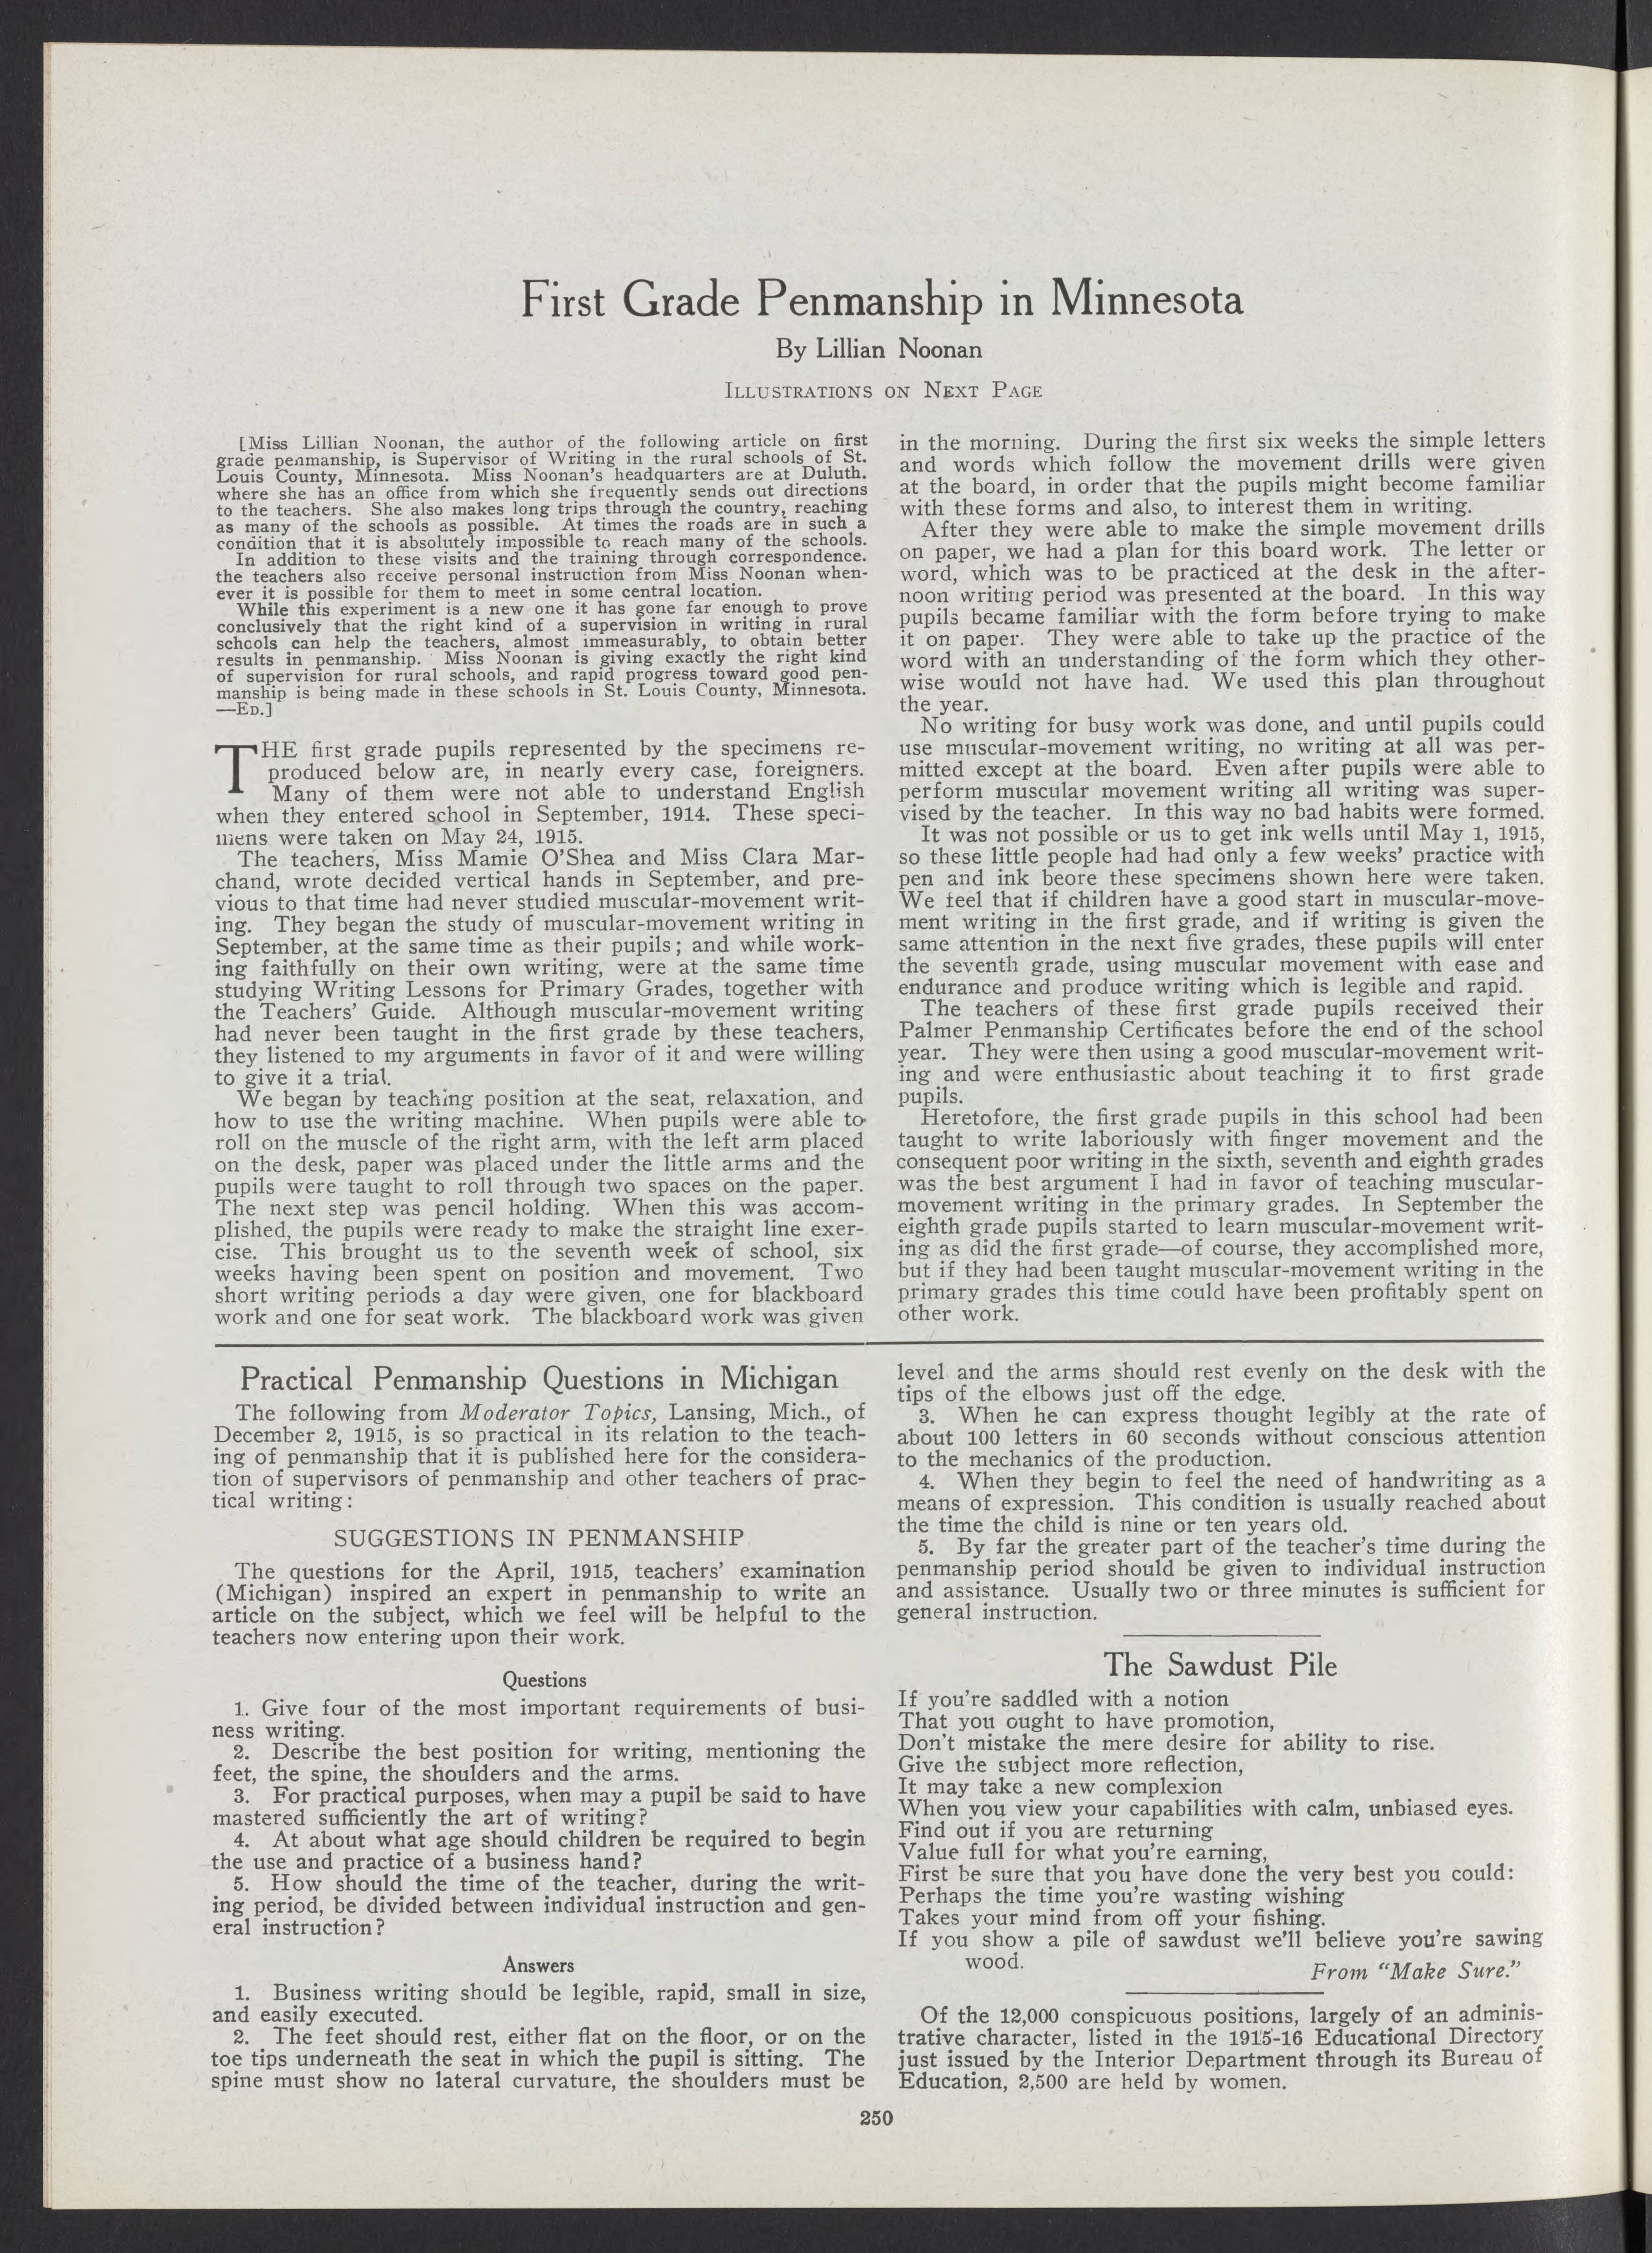 First Grade Penmanship in Minnesota
By Lillian Noonan
ILLUSTRATIONS ON NEXT PAGE
[Miss Lillian Noonan, the author of the following article on first
grade penmanship, is Supervisor of Writing in the rural schools of St.
Louis County, Minnesota. Miss Noonan's headquarters are at Duluth.
where she has an office from which she frequently sends out directions
to the teachers. She also makes long trips through the country, reaching
as many of the schools as possible. At times the roads are in such a
condition that it is absolutely impossible to reach many of the schools.
In addition to these visits and the training through correspondence.
the teachers also receive personal instruction from Miss Noonan when-
ever it is possible for them to meet in some central location.
While this experiment is a new one it has gone far enough to prove
conclusively that the right kind of a supervision in writing in rural
schools can help the teachers, almost immeasurably, to obtain better
results in penmanship. Miss Noonan is giving exactly the right kind
of supervision for rural schools, and rapid progress toward good pen-
manship is being made in these schools in St. Louis County, Minnesota.
—ED.]
THE first grade pupils represented by the specimens re-
produced below are, in nearly every case, foreigners.
Many of them were not able to understand English
when they entered school in September, 1914. These speci-
mens were taken on May 24, 1915.
The teachers, Miss Mamie O'Shea and Miss Clara Mar-
chand, wrote decided vertical hands in September, and pre-
vious to that time had never studied muscular-movement writ-
ing. They began the study of muscular-movement writing in
September, at the same time as their pupils; and while work-
ing faithfully on their own writing, were at the same time
studying Writing Lessons for Primary Grades, together with
the Teachers' Guide. Although muscular-movement writing
had never been taught in the first grade by these teachers,
they listened to my arguments in favor of it and were willing
to give it a trial.
We began by teaching position at the seat, relaxation, and
how to use the writing machine. When pupils were able to
roll on the muscle of the right arm, with the left arm placed
on the desk, paper was placed under the little arms and the
pupils were taught to roll through two spaces on the paper.
The next step was pencil holding. When this was accom-
plished, the pupils were ready to make the straight line exer-
cise. This brought us to the seventh week of school, six
weeks having been spent on position and movement. Two
short writing periods a day were given, one for blackboard
work and one for seat work. The blackboard work was given
in the morning. During the first six weeks the simple letters
and words which follow the movement drills were given
at the board, in order that the pupils might become familiar
with these forms and also, to interest them in writing.
After they were able to make the simple movement drills
on paper, we had a plan for this board work. The letter or
word, which was to be practiced at the desk in the after-
noon writing period was presented at the board. In this way
pupils became familiar with the form before trying to make
it on paper. They were able to take up the practice of the
word with an understanding of the form which they other-
wise would not have had. We used this plan throughout
the year.
No writing for busy work was done, and until pupils could
use muscular-movement writing, no writing at all was per-
mitted except at the board. Even after pupils were able to
perform muscular movement writing all writing was super-
vised by the teacher. In this way no bad habits were formed.
It was not possible or us to get ink wells until May 1, 1915,
so these little people had had only a few weeks' practice with
pen and ink beore these specimens shown here were taken.
We feel that if children have a good start in muscular-move-
ment writing in the first grade, and if writing is given the
same attention in the next five grades, these pupils will enter
the seventh grade, using muscular movement with ease and
endurance and produce writing which is legible and rapid.
The teachers of these first grade pupils received their
Palmer Penmanship Certificates before the end of the school
year. They were then using a good muscular-movement writ-
ing and were enthusiastic about teaching it to first grade
pupils.
Heretofore, the first grade pupils in this school had been
taught to write laboriously with finger movement and the
consequent poor writing in the sixth, seventh and eighth grades
was the best argument I had in favor of teaching muscular-
movement writing in the primary grades. In September the
eighth grade pupils started to learn muscular-movement writ-
ing as did the first grade—of course, they accomplished more,
but if they had been taught muscular-movement writing in the
primary grades this time could have been profitably spent on
other work.
Practical Penmanship Questions in Michigan
The following from Moderator Topics, Lansing, Mich., of
December 2, 1915, is so practical in its relation to the teach-
ing of penmanship that it is published here for the considera-
tion of supervisors of penmanship and other teachers of prac-
tical writing:
SUGGESTIONS IN PENMANSHIP
The questions for the April, 1915, teachers' examination
(Michigan) inspired an expert in penmanship to write an
article on the subject, which we feel will be helpful to the
teachers now entering upon their work.
Questions
1. Give four of the most important requirements of busi-
ness writing.
2. Describe the best position for writing, mentioning the
feet, the spine, the shoulders and the arms.
3. For practical purposes, when may a pupil be said to have
mastered sufficiently the art of writing?
4. At about what age should children be required to begin
the use and practice of a business hand?
5. How should the time of the teacher, during the writ-
ing period, be divided between individual instruction and gen-
eral instruction?
Answers
1. Business writing should be legible, rapid, small in size,
and easily executed.
2. The feet should rest, either flat on the floor, or on the
toe tips underneath the seat in which the pupil is sitting. The
spine must show no lateral curvature, the shoulders must be
level and the arms should rest evenly on the desk with the
tips of the elbows just off the edge.
3. When he can express thought legibly at the rate of
about 100 letters in 60 seconds without conscious attention
to the mechanics of the production.
4. When they begin to feel the need of handwriting as a
means of expression. This condition is usually reached about
the time the child is nine or ten years old.
5. By far the greater part of the teacher's time during the
penmanship period should be given to individual instruction
and assistance. Usually two or three minutes is sufficient for
general instruction.
The Sawdust Pile
If you're saddled with a notion
That you ought to have promotion,
Don't mistake the mere desire for ability to rise.
Give the subject more reflection,
It may take a new complexion
When you view your capabilities with calm, unbiased eyes.
Find out if you are returning
Value full for what you're earning,
First be sure that you have done the very best you could:
Perhaps the time you're wasting wishing
Takes your mind from off your fishing.
If you show a pile of sawdust we'll believe you're sawing
wood.
From "Make Sure."
Of the 12,000 conspicuous positions, largely of an adminis-
trative character, listed in the 1915-16 Educational Directory
just issued by the Interior Department through its Bureau of
Education, 2,500 are held by women.
250